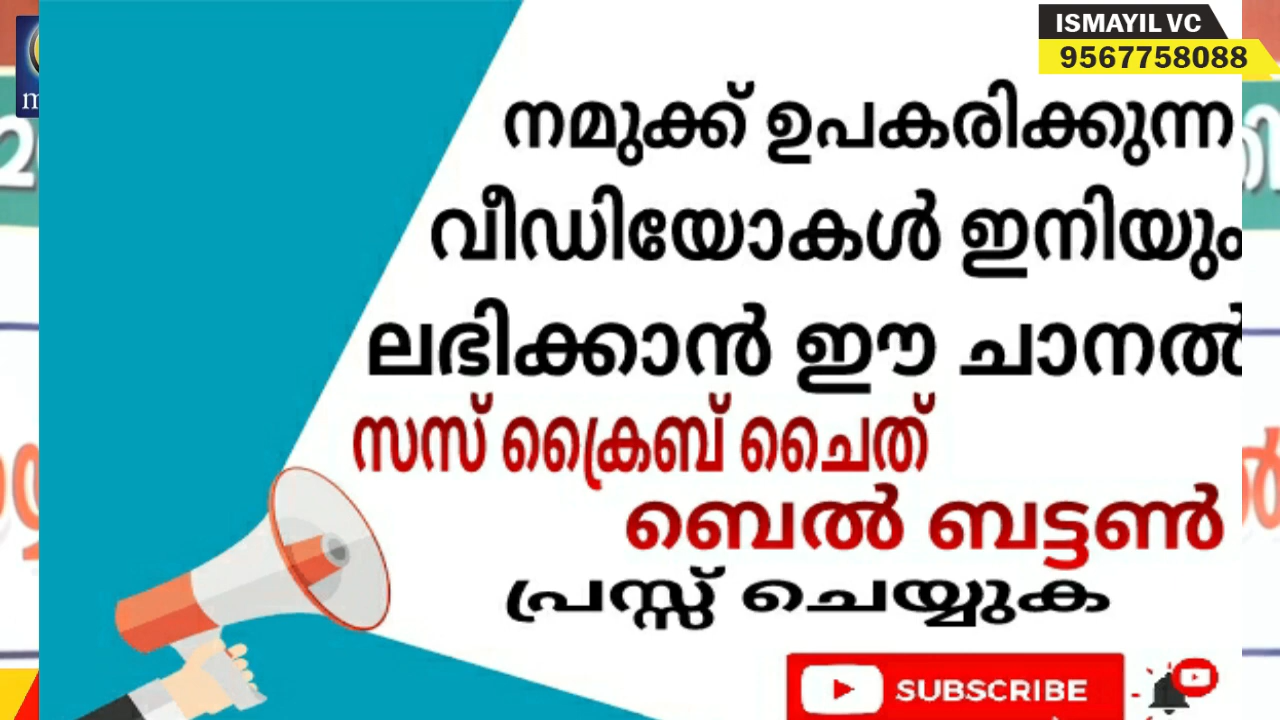 ISMAYIL VC
9567758088
നമുക്ക് ഉപകരിക്കുന്ന
വീഡിയോകൾ ഇനിയും
ലഭിക്കാൻ ഈ ചാനൽ
സസ് ക്രൈബ് ചൈത്
ബെൽ ബട്ടൺ
പ്രസ്സ് ചെയ്യുക
SUBSCRIBE